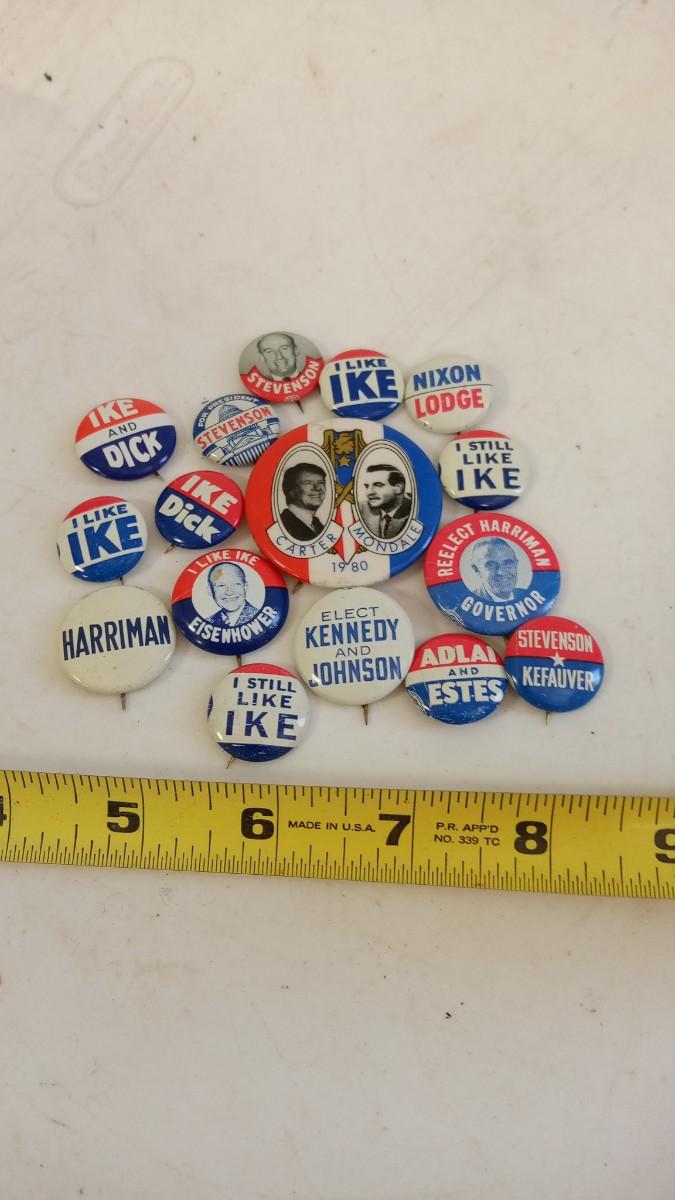 STEVENSON
I LIKE
IKE
NIXON
LODGE
IKE
AND
DICK
FOR PRESIDENT
STEVENSON
I STILL
LIKE
IKE
IKE
Dick
CARTER
MONDALE
1980
I LIKE
IKE
REELECT HARRIMAN
GOVERNOR
I LIKE IKE
EISENHOWER
HARRIMAN
ELECT
KENNEDY
AND
JOHNSON
ADLAI
AND
ESTES
STEVENSON
KEFAUVER
I STILL
LIKE
IKE
5 6 MADE IN U.S.A. 7 P.R. APP'D 8 9
NO. 339 TC